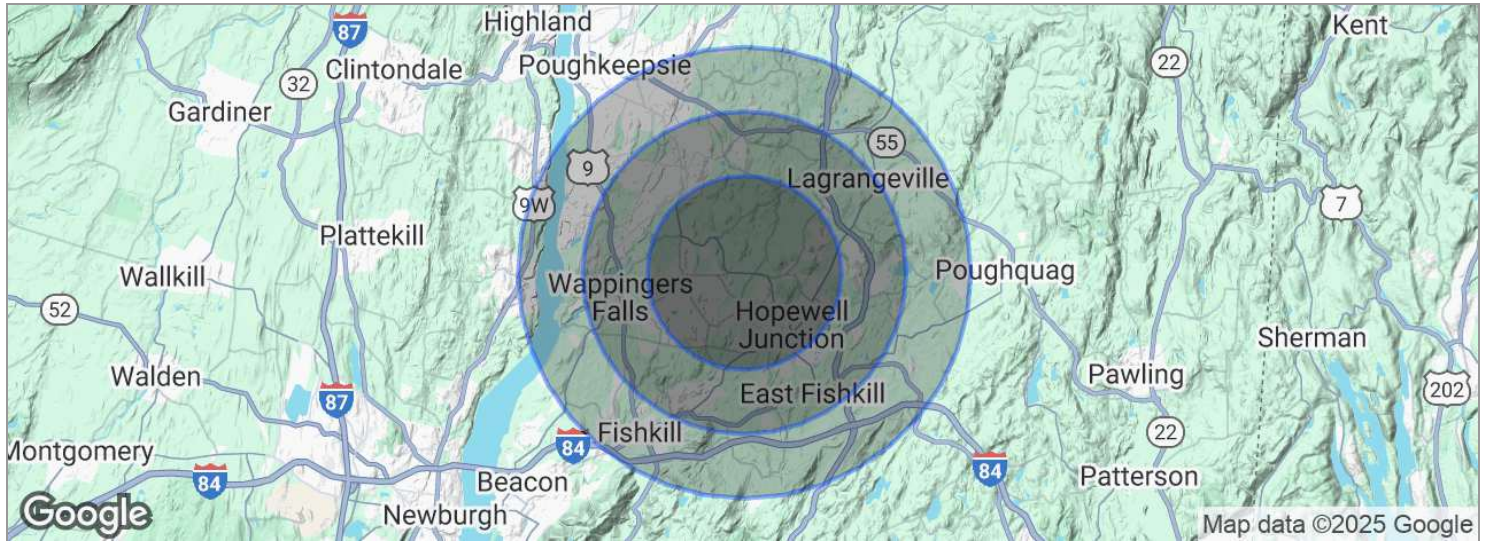 Highland
Kent
87
22
Poughkeepsie
Clintondale
32
Gardiner
55
9
Lagrangeville
9W
7
Plattekill
Wallkill
Poughquag
Wappingers
Falls
52
Hopewell
Junction
Sherman
Walden
Pawling
87
East Fishkill
202
Fishkill
22
84
Montgomery
84
84
Beacon
Patterson
Newburgh
Google
Map data ©2025 Google